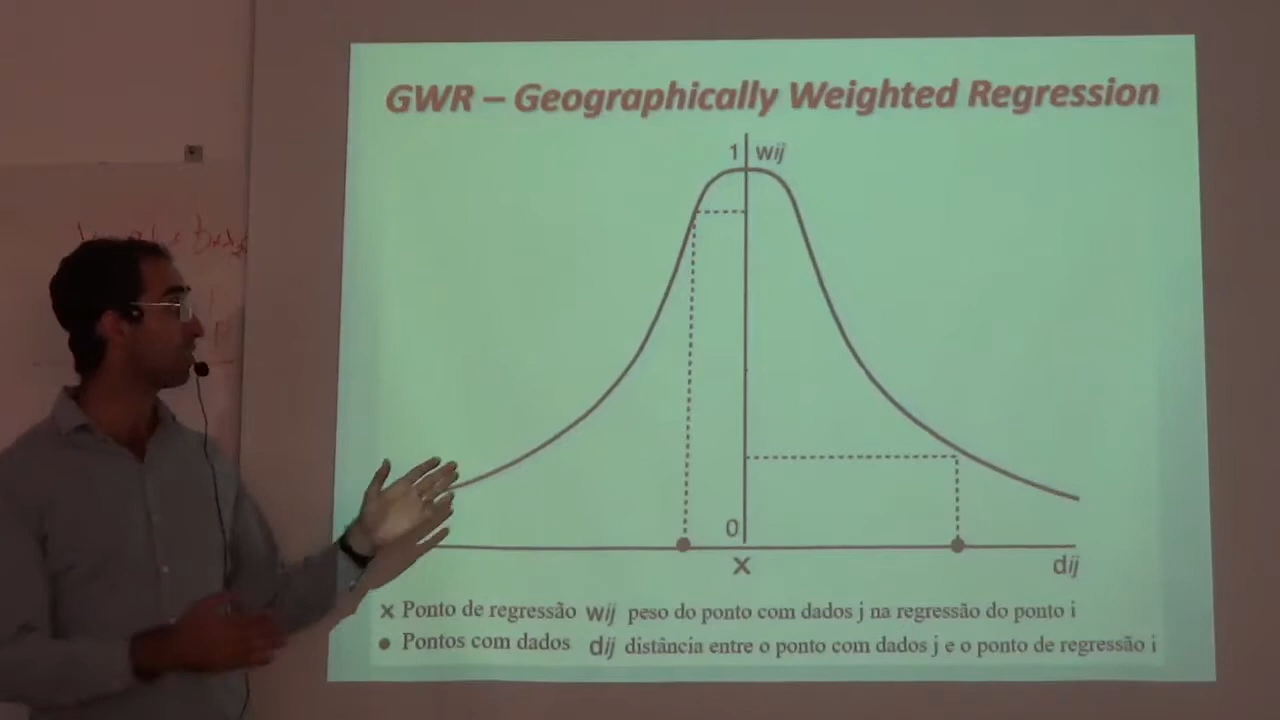 GWR – Geographically Weighted Regression
1 wij
0
x
dij
x Ponto de regressão wij peso do ponto com dados j na regressão do ponto i
● Pontos com dados dij distância entre o ponto com dados j e o ponto de regressão i